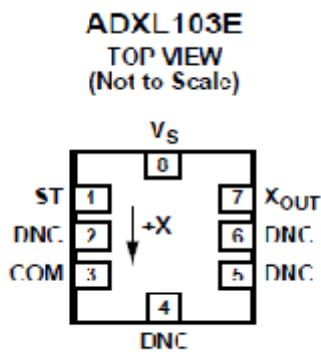 ADXL103E
TOP VIEW
(Not to Scale)
VS
8
ST 1 7 XOUT
DNC 2 +X 6 DNC
COM 3 5 DNC
4
DNC